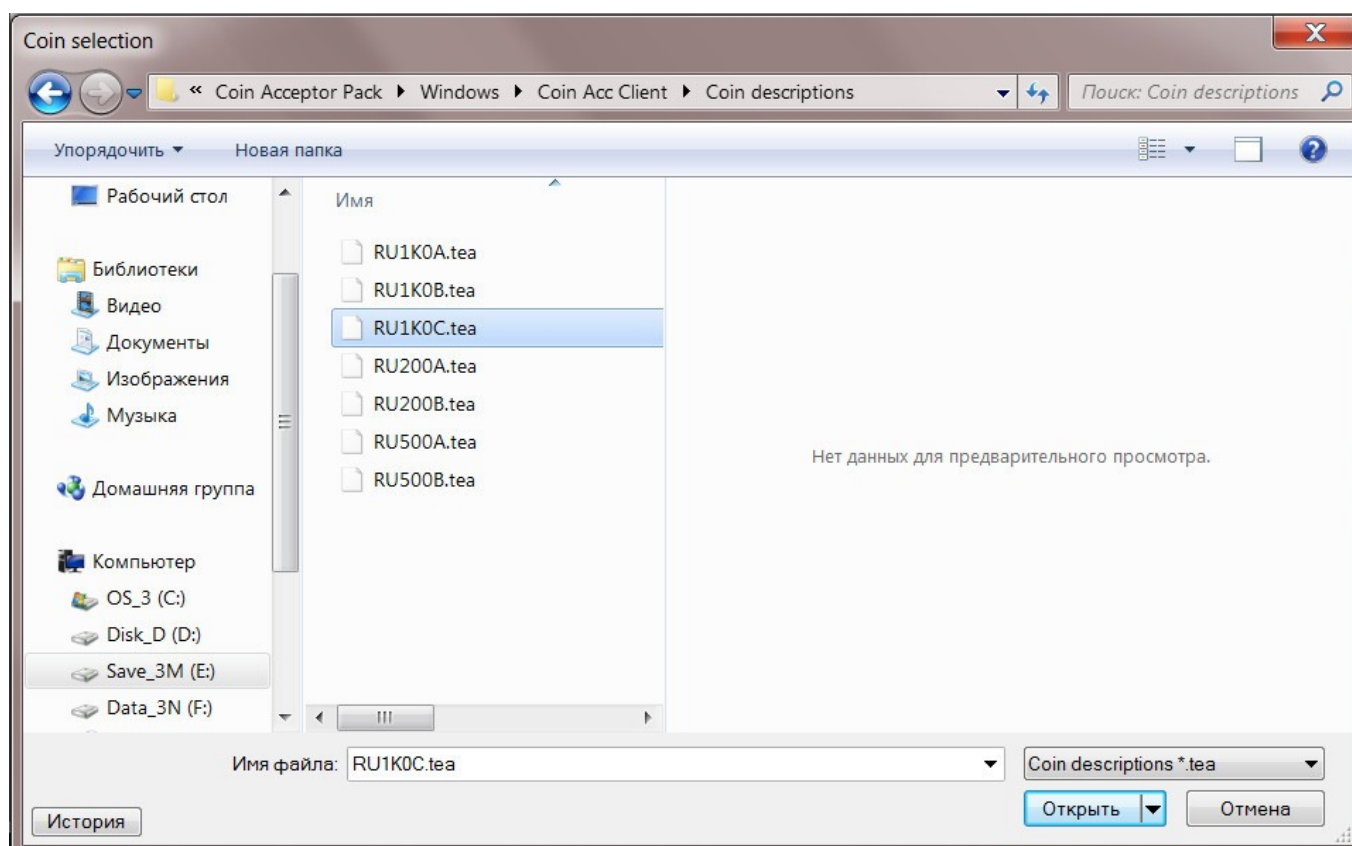 Coin selection
« Coin Acceptor Pack Windows Coin Acc Client Coin descriptions Поиск: Coin descriptions
Упорядочить Новая папка
Рабочий стол
Библиотеки
Видео
Документы
Изображения
Музыка
Домашняя группа
Компьютер
OS_3 (C:)
Disk_D (D:)
Save_3M (E:)
Data_3N (F:)
Имя
RU1K0A.tea
RU1K0B.tea
RU1K0C.tea
RU200A.tea
RU200B.tea
RU500A.tea
RU500B.tea
Нет данных для предварительного просмотра.
Имя файла: RU1K0C.tea Coin descriptions *.tea
История Открыть Отмена